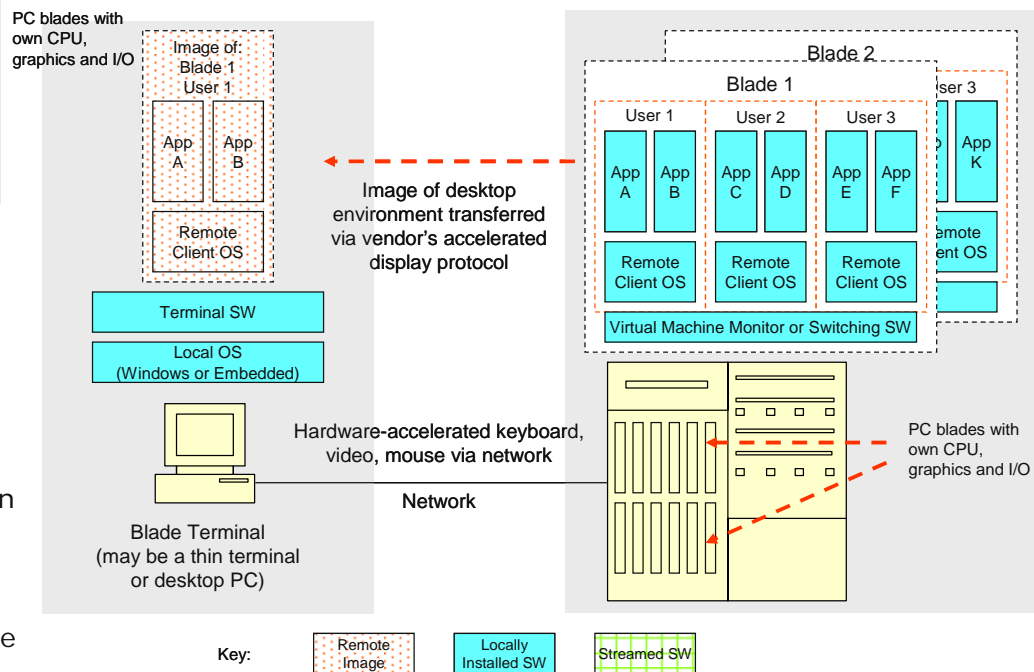 PC blades with
own CPU,
graphics and I/O
Image of:
Blade 1
User 1
App
A
App
B
Remote
Client OS
Terminal SW
Local OS
(Windows or Embedded)
Blade Terminal
(may be a thin terminal
or desktop PC)
Image of desktop
environment transferred
via vendor's accelerated
display protocol
Hardware-accelerated keyboard,
video, mouse via network
Network
Blade 2
ser 3
App
K
emote
ent OS
Blade 1
User 1
User 2
User 3
App
A
App
B
App
C
App
D
App
E
App
F
Remote
Client OS
Remote
Client OS
Remote
Client OS
Virtual Machine Monitor or Switching SW
PC blades with
own CPU,
graphics and I/O
n
e
Key:
Remote
Image
Locally
Installed SW
Streamed SW